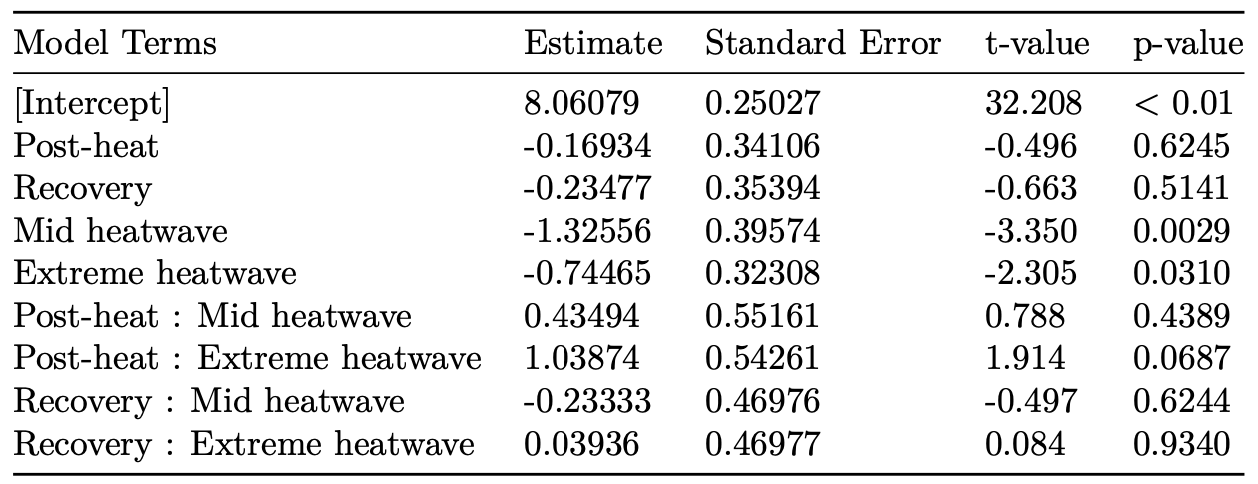 Model Terms Estimate Standard Error t-value p-value
[Intercept] 8.06079 0.25027 32.208 < 0.01
Post-heat -0.16934 0.34106 -0.496 0.6245
Recovery -0.23477 0.35394 -0.663 0.5141
Mid heatwave -1.32556 0.39574 -3.350 0.0029
Extreme heatwave -0.74465 0.32308 -2.305 0.0310
Post-heat : Mid heatwave 0.43494 0.55161 0.788 0.4389
Post-heat : Extreme heatwave 1.03874 0.54261 1.914 0.0687
Recovery : Mid heatwave -0.23333 0.46976 -0.497 0.6244
Recovery : Extreme heatwave 0.03936 0.46977 0.084 0.9340